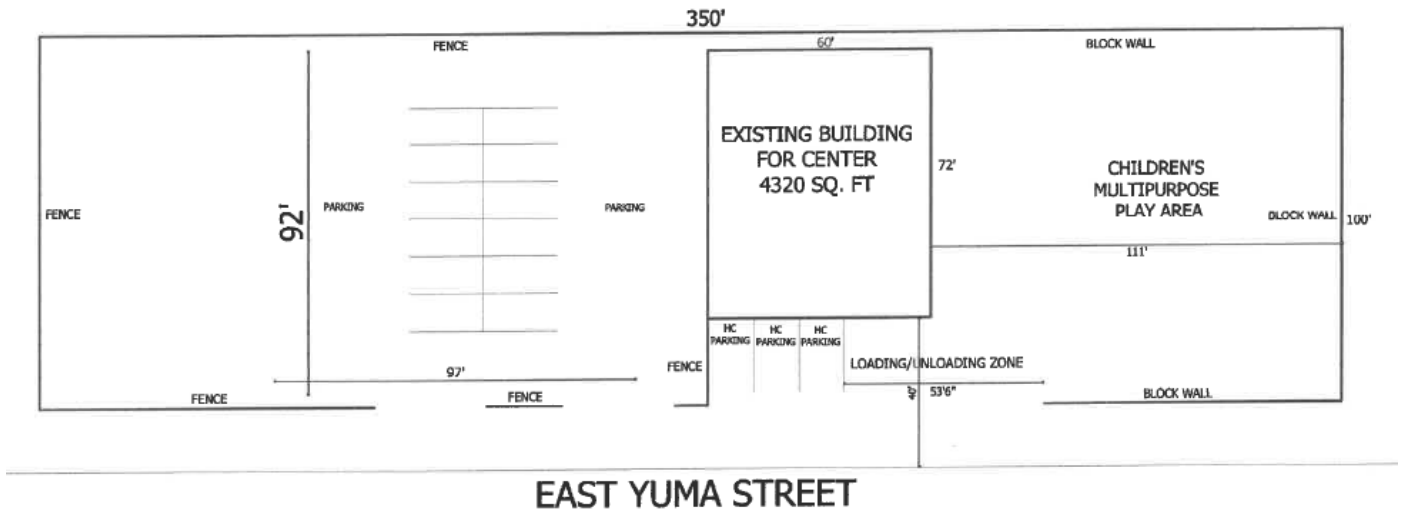 350'
FENCE
60'
BLOCK WALL
EXISTING BUILDING
FOR CENTER
4320 SQ. FT
72'
CHILDREN'S
MULTIPURPOSE
PLAY AREA
FENCE
92'
PARKING
PARKING
BLOCK WALL
100'
111'
HC
PARKING
HC
PARKING
HC
PARKING
FENCE
LOADING/UNLOADING ZONE
97'
40'
53'6"
FENCE
FENCE
BLOCK WALL
EAST YUMA STREET